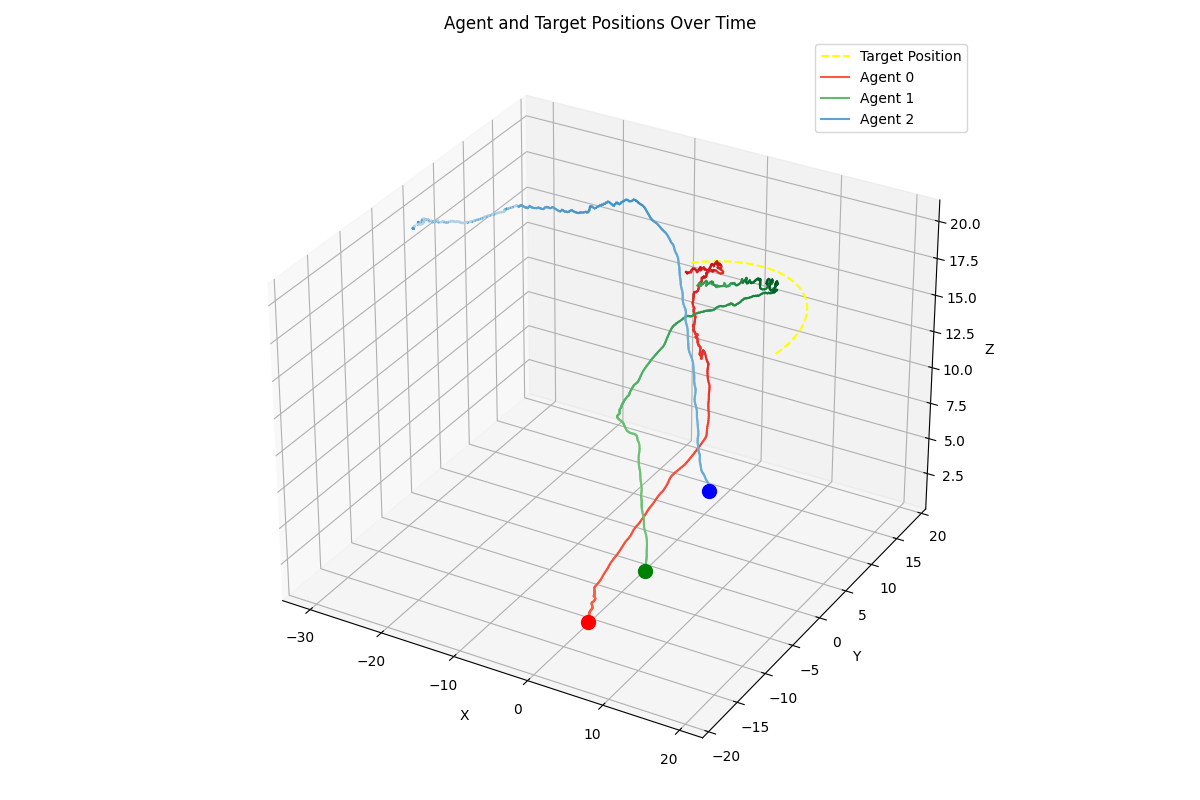 Agent and Target Positions Over Time
Target Position
Agent 0
Agent 1
Agent 2
20.0
17.5
15.0
12.5
10.0
7.5
5.0
2.5
Z
20
15
10
5
0
−5
−10
−15
−20
Y
−30
−20
−10
0
10
20
X